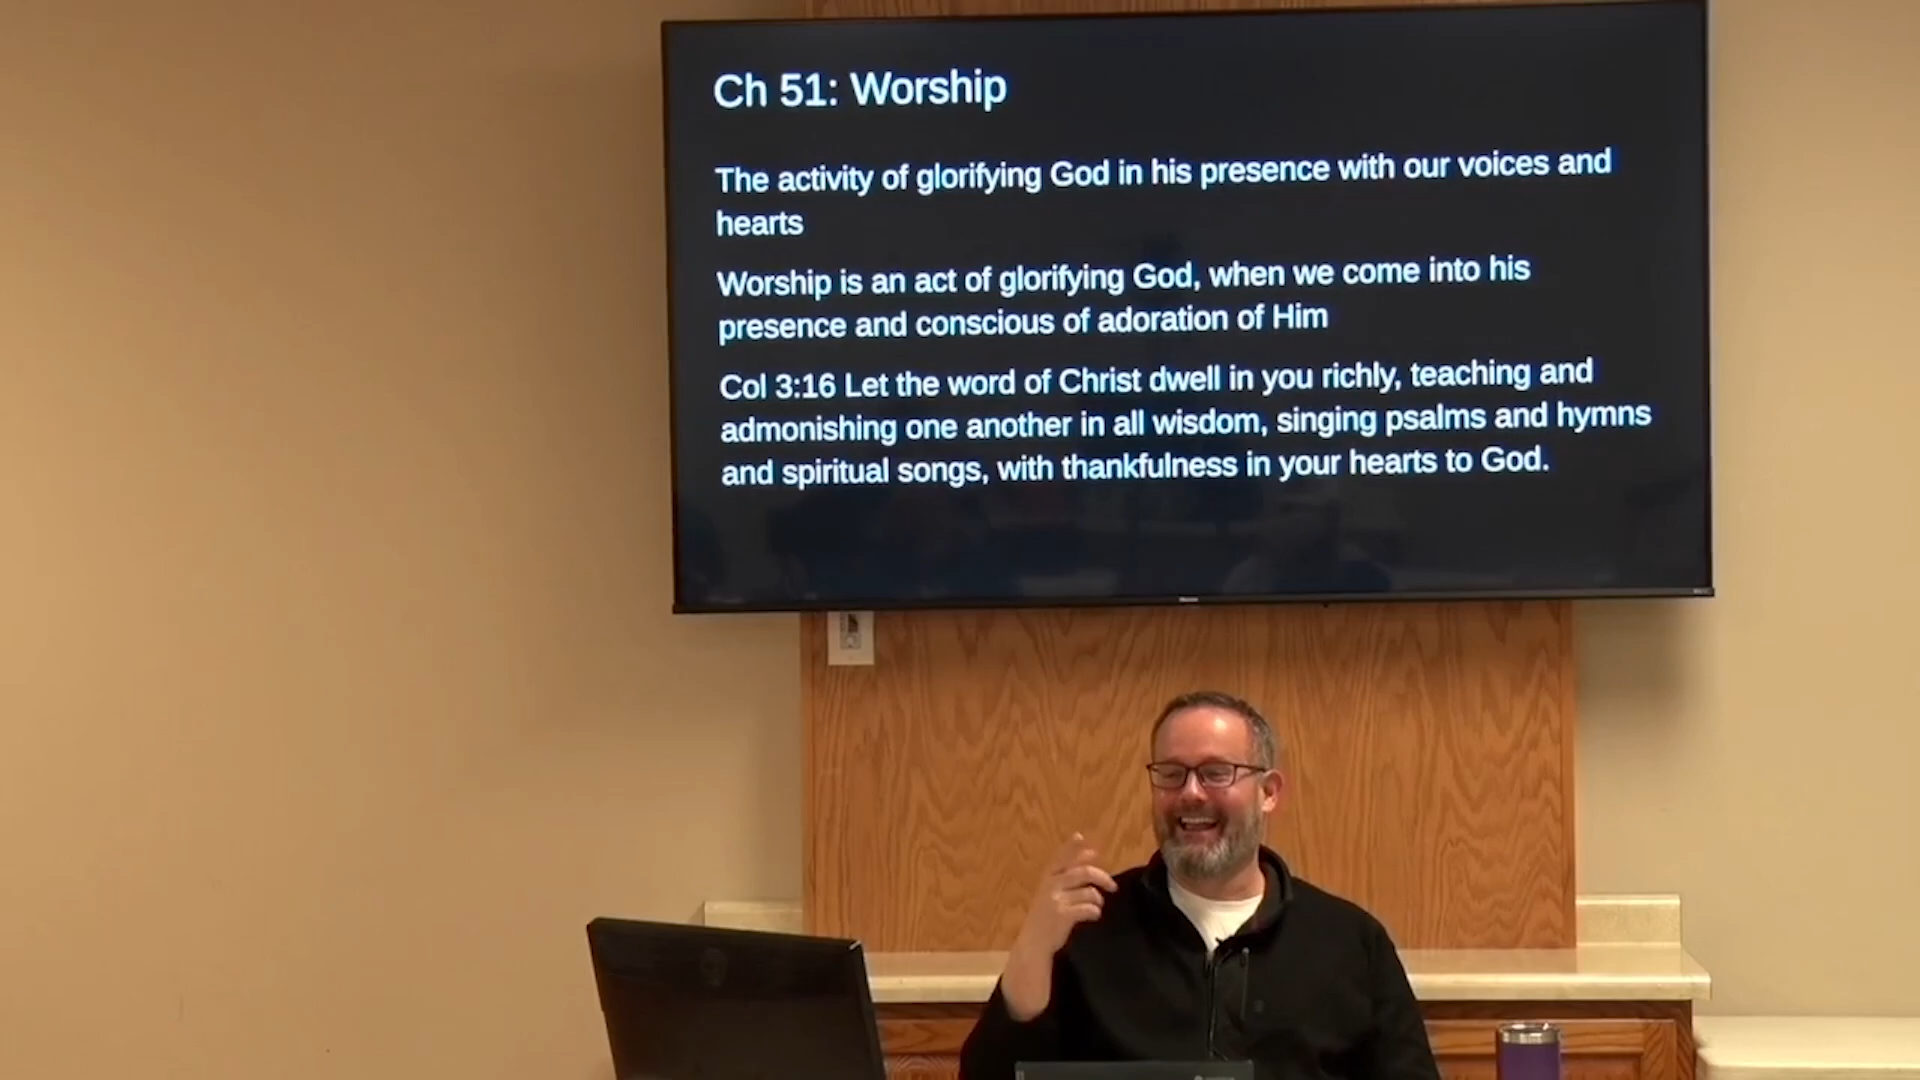 Ch 51: Worship
The activity of glorifying God in his presence with our voices and
hearts
Worship is an act of glorifying God, when we come into his
presence and conscious of adoration of Him
Col 3:16 Let the word of Christ dwell in you richly, teaching and
admonishing one another in all wisdom, singing psalms and hymns
and spiritual songs, with thankfulness in your hearts to God.